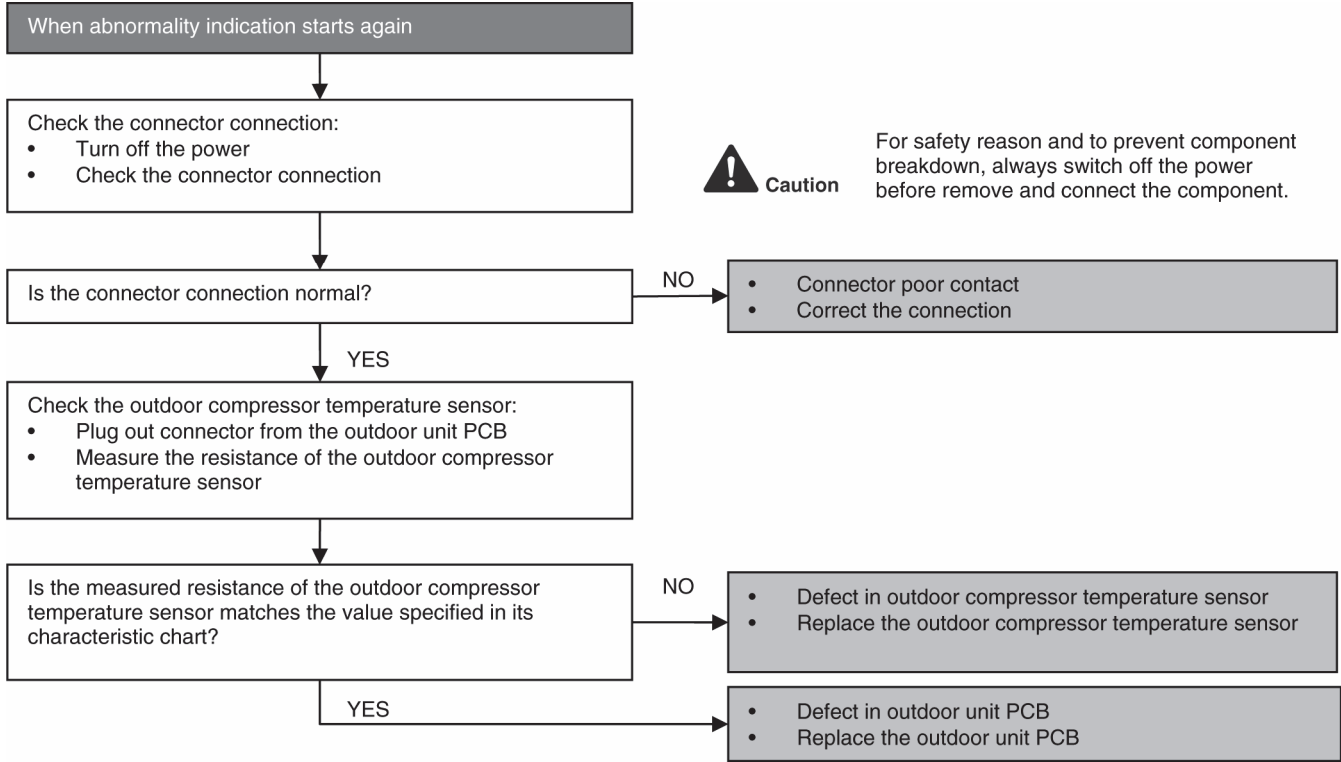 When abnormality indication starts again
Check the connector connection:
• Turn off the power
• Check the connector connection
Caution
For safety reason and to prevent component
breakdown, always switch off the power
before remove and connect the component.
Is the connector connection normal?
NO
• Connector poor contact
• Correct the connection
YES
Check the outdoor compressor temperature sensor:
• Plug out connector from the outdoor unit PCB
• Measure the resistance of the outdoor compressor
temperature sensor
Is the measured resistance of the outdoor compressor
temperature sensor matches the value specified in its
characteristic chart?
NO
• Defect in outdoor compressor temperature sensor
• Replace the outdoor compressor temperature sensor
YES
• Defect in outdoor unit PCB
• Replace the outdoor unit PCB